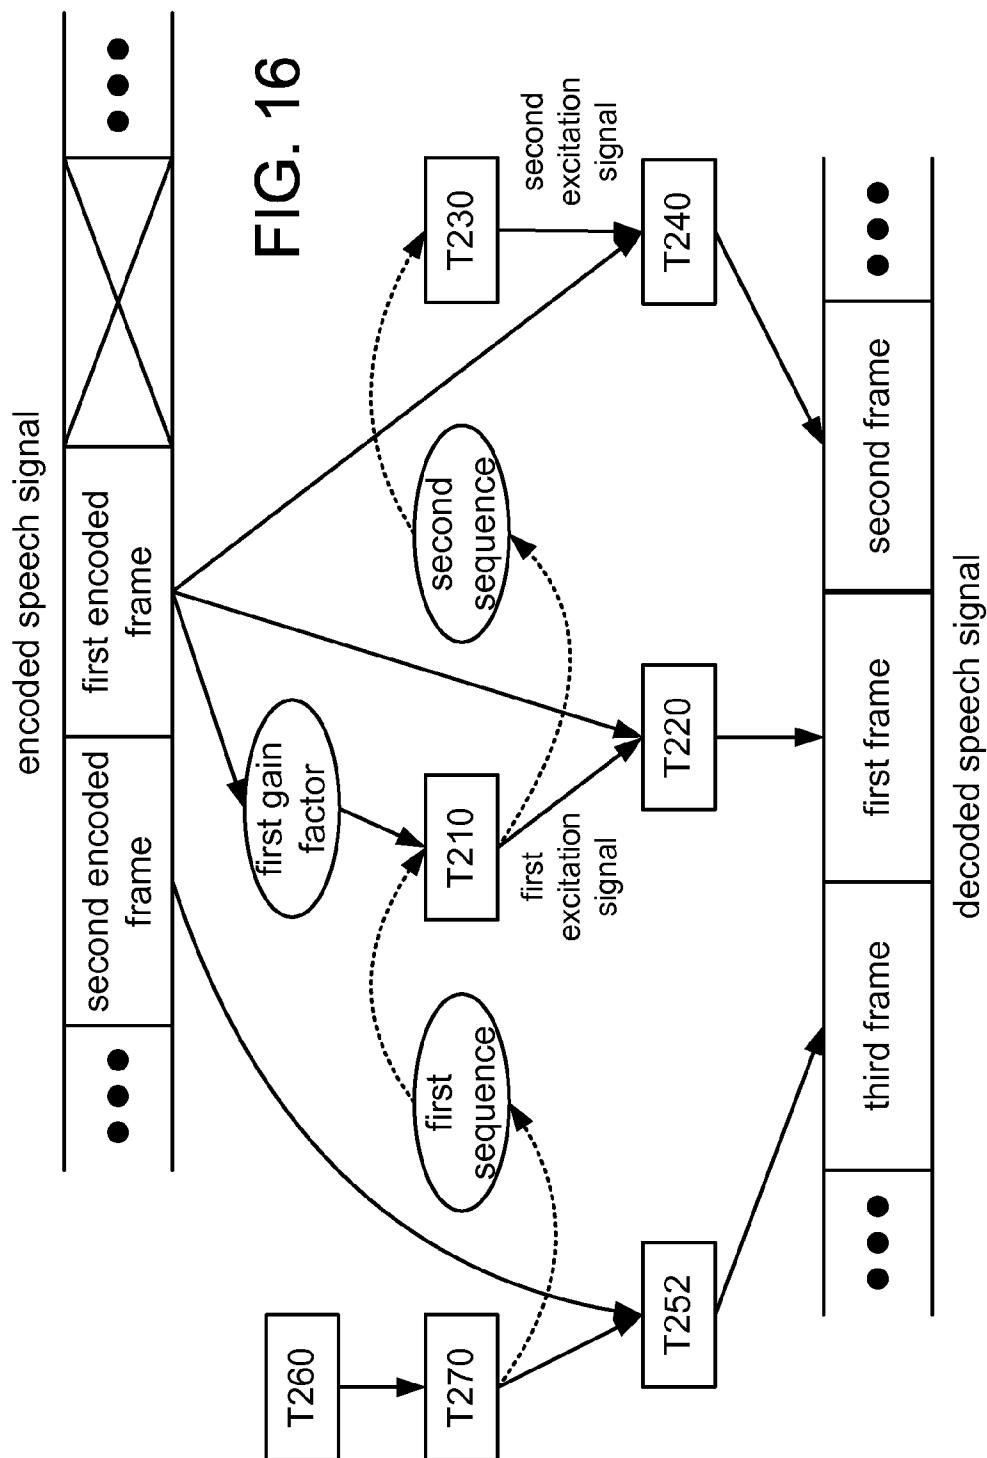 encoded speech signal
second encoded
frame
first encoded
frame
FIG. 16
first gain
factor
T260
T270
first
sequence
T210
second
sequence
T230
first
excitation
signal
second
excitation
signal
T252
T220
T240
third frame
first frame
second frame
decoded speech signal